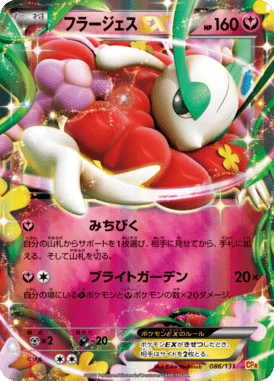 たね
フラージェスEX
HP160
みちびく
自分の山札からサポートを1枚選び、相手に見せてから、手札に加える。そして山札を切る。
ブライトガーデン
自分の場にいるポケモンとポケモンの数×20ダメージ。
×2
-20
ポケモンEXのルール
ポケモンEXがきぜつしたとき、
相手はサイドを2枚とる。
にげる
086/131
CP4